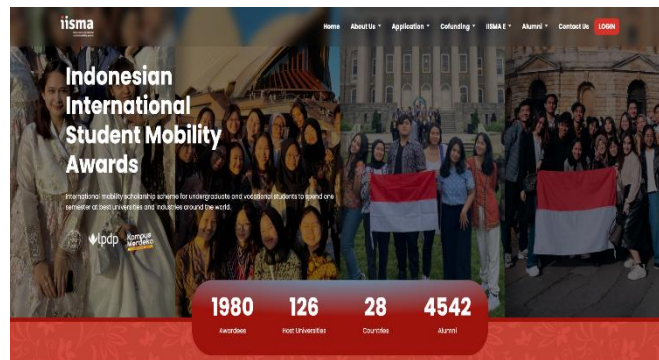 iisma
Home About Us Application Cofunding IISMA E Alumni Contact Us LOGIN
Indonesian
International
Student Mobility
Awards
International mobility scholarship scheme for undergraduate and vocational students to spend one
semester at best universities and industries around the world.
lpdp Kampus
Merdeka
1980 126 28 4542
Awardees Host Universities Countries Alumni